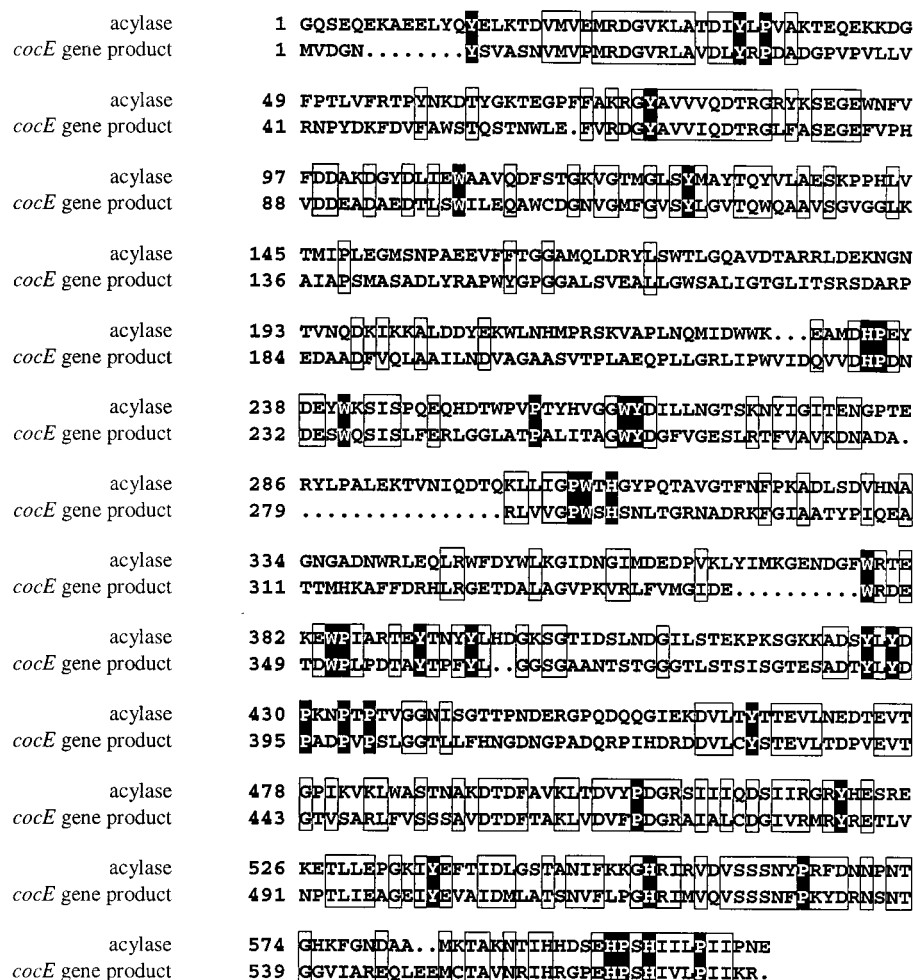 acylase 1 GQSEQEKAEELYQYELKTDVMVEMRDGVKLATDIYLPVAKTEQEKKDG
cocE gene product 1 MVDGN........YSVASNVMVPMRDGVRLAVDLYRPDADGPVPVLLV
acylase 49 FPTLVFRTPYNKDTYGKTEGPFFAKRGYAVVVQDTRGRYKSEGEWNFV
cocE gene product 41 RNPYDKFDVFAWSTQSTNWLE.FVRDGYAVVIQDTRGLFASEGEFVPH
acylase 97 FDDAKDGYDLIEWAAVQDFSTGKVGTMGLSYMAYTQYVLAESKPPHLV
cocE gene product 88 VDDEADAEDTLSWILEQAWCDGNVGMFGVSYLGVTQWQAAVSGVGGLK
acylase 145 TMIPLEGMSNPAEEVFFTGGAMQLDRYLSWTLGQAVDTARRLDEKNGN
cocE gene product 136 AIAPSMASADLYRAPWYGPGGALSVEALLGWSALIGTGLITSRSDARP
acylase 193 TVNQDKIKKALDDYEKWLNHMPRSKVAPLNQMIDWWK...EAMDHPEY
cocE gene product 184 EDAADFVQLAAILNDVAGAASVTPLAEQPLLGRLIPWVIDQVVDHPDN
acylase 238 DEYWKSISPQEQHDTWPVPTYHVGGWYDILLNGTSKNYIGITENGPTE
cocE gene product 232 DESWQSISLFERLGGLATPALITAGWYDGFVGESLRTFVAVKDNADA.
acylase 286 RYLPALEKTVNIQDTQKLLIGPWTHGYPQTAVGTFNFPKADLSDVHNA
cocE gene product 279 ................RLVVGPWSHSNLTGRNADRKFGIAATYPIQEA
acylase 334 GNGADNWRLEQLRWFDYWLKGIDNGIMDEDPVKLYIMKGENDGFWRTE
cocE gene product 311 TTMHKAFFDRHLRGETDALAGVPKVRLFVMGIDE..........WRDE
acylase 382 KEWPIARTEYTNYYLHDGKSGTIDSLNDGILSTEKPKSGKKADSYLYD
cocE gene product 349 TDWPLPDTAYTPFYL..GGSGAANTSTGGGTLSTSISGTESADTYLYD
acylase 430 PKNPTPTVGGNISGTTPNDERGPQDQQGIEKDVLTYTTEVLNEDTEVT
cocE gene product 395 PADPVPSLGGTLLFHNGDNGPADQRPIHDRDDVLCYSTEVLTDPVEVT
acylase 478 GPIKVKLWASTNAKDTDFAVKLTDVYPDGRSIIIQDSIIRGRYHESRE
cocE gene product 443 GTVSARLFVSSSAVDTDFTAKLVDVFPDGRAIALCDGIVRMRYRETLV
acylase 526 KETLLEPGKIYEFTIDLGSTANIFKKGHRIRVDVSSSNYPRFDNNPNT
cocE gene product 491 NPTLIEAGEIYEVAIDMLATSNVFLPGHRIMVQVSSSNFPKYDRNSNT
acylase 574 GHKFGNDAA..MKTAKNTIHHDSEHPSHIILPIIPNE
cocE gene product 539 GGVIAREQLEEMCTAVNRIHRGPEHPSHIVLPIIKR.